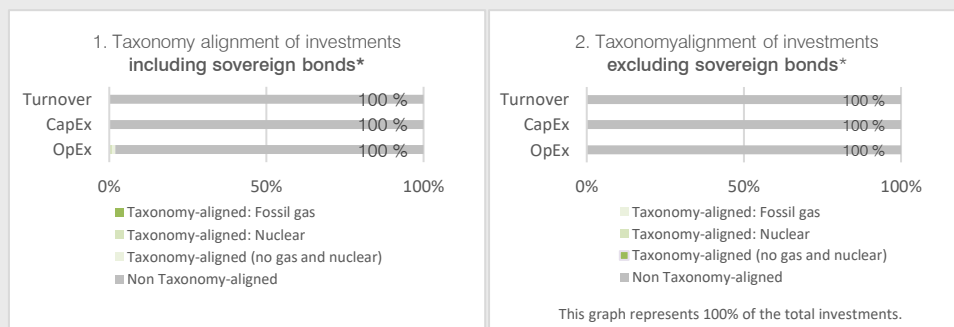 1. Taxonomy alignment of investments
including sovereign bonds*
Turnover 100 %
CapEx 100 %
OpEx 100 %
0% 50% 100%
Taxonomy-aligned: Fossil gas
Taxonomy-aligned: Nuclear
Taxonomy-aligned (no gas and nuclear)
Non Taxonomy-aligned
2. Taxonomyalignment of investments
excluding sovereign bonds*
Turnover 100 %
CapEx 100 %
OpEx 100 %
0% 50% 100%
Taxonomy-aligned: Fossil gas
Taxonomy-aligned: Nuclear
Taxonomy-aligned (no gas and nuclear)
Non Taxonomy-aligned
This graph represents 100% of the total investments.